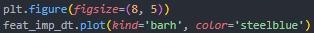 plt.figure(figsize=(8, 5))
feat_imp_dt.plot(kind='barh', color='steelblue')